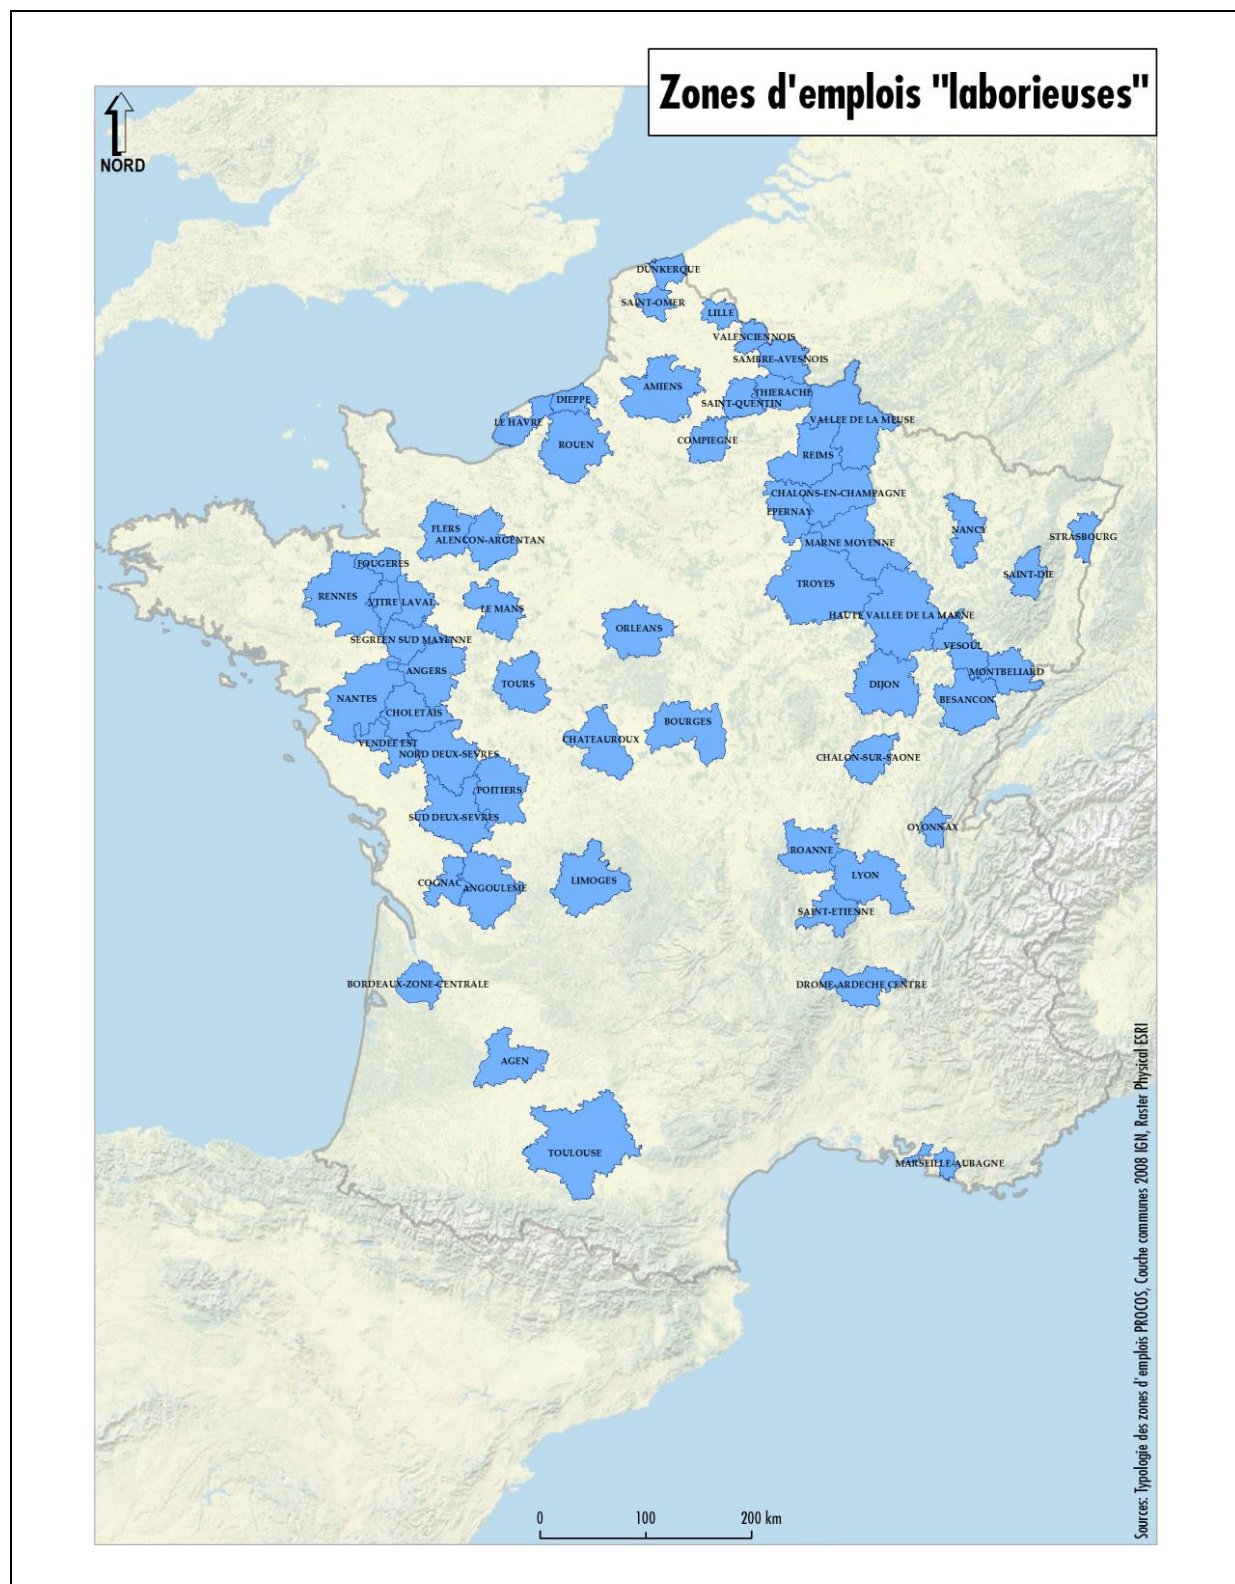 Zones d'emplois "laborieuses"
NORD
DUNKERQUE
SAINT-OMER
LILLE
VALENCIENNOIS
SAMBRE-AVESNOIS
AMIENS
THIERACHE
SAINT-QUENTIN
DIEPPE
LE HAVRE
VALLEE DE LA MEUSE
ROUEN
COMPIEGNE
REIMS
CHALONS-EN-CHAMPAGNE
EPERNAY
FLERS
NANCY
STRASBOURG
ALENCON-ARGENTAN
MARNE MOYENNE
FOUGERES
SAINT-DIE
TROYES
RENNES
VITRE LAVAL
LE MANS
HAUTE VALLEE DE LA MARNE
ORLEANS
SEGREEN SUD MAYENNE
VESOUL
ANGERS
MONTBELIARD
TOURS
DIJON
NANTES
BESANCON
CHOLETAIS
BOURGES
VENDEE EST
CHATEAUROUX
NORD DEUX-SEVRES
CHALON-SUR-SAONE
POITIERS
SUD DEUX-SEVRES
OYONNAX
ROANNE
LYON
COGNAC
ANGOULEME
LIMOGES
SAINT-ETIENNE
BORDEAUX-ZONE-CENTRALE
DROME-ARDECHE CENTRE
AGEN
TOULOUSE
MARSEILLE-AUBAGNE
0 100 200 km
Sources: Typologie des zones d'emplois PROCOS, Couche communes 2008 IGN, Raster Physical ESRI